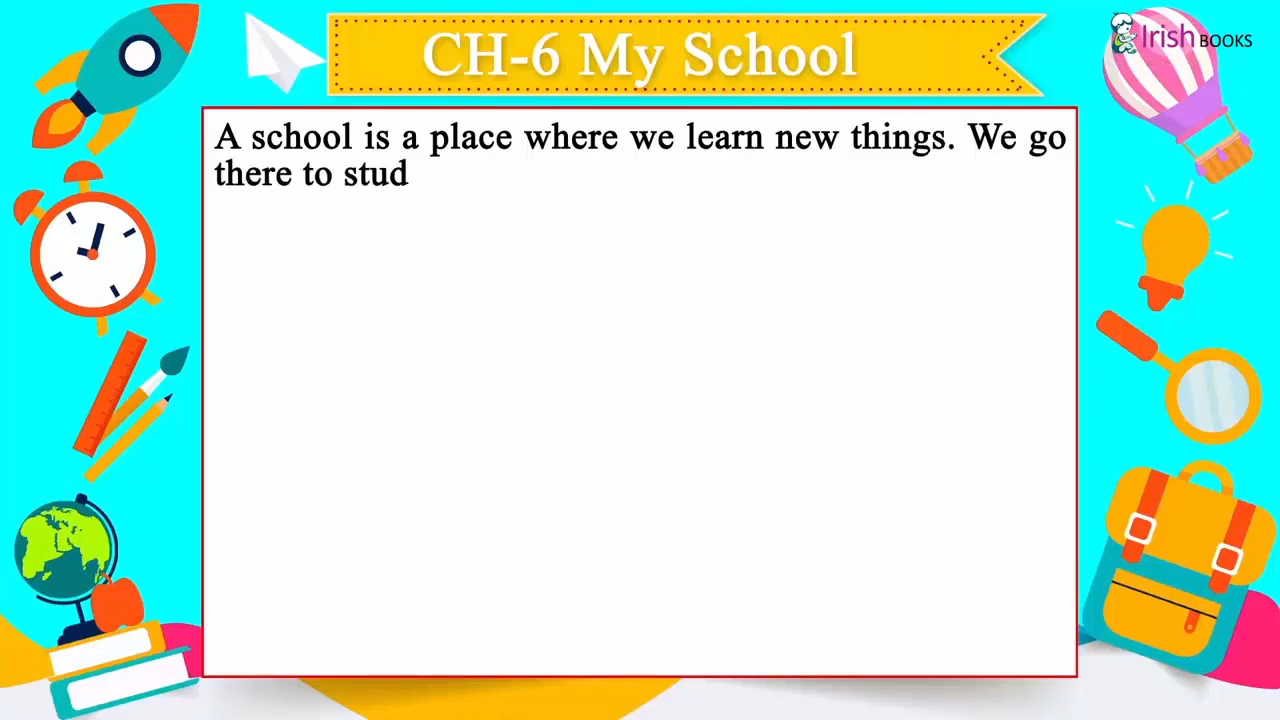 CH-6 My School
Irish BOOKS
A school is a place where we learn new things. We go
there to stud